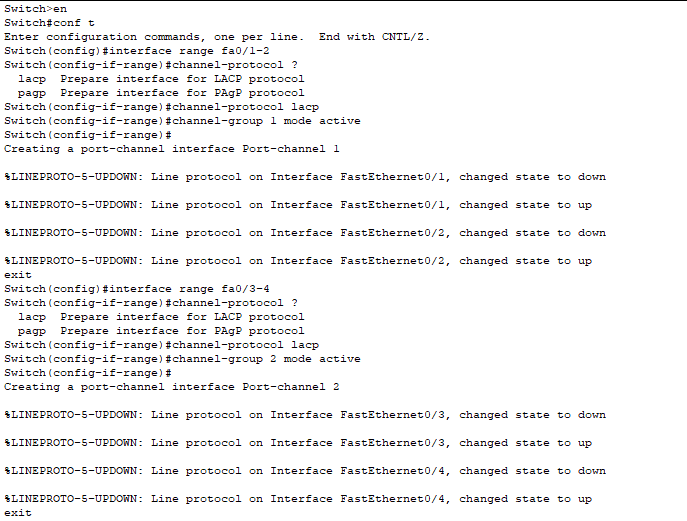 Switch>en
Switch#conf t
Enter configuration commands, one per line.  End with CNTL/Z.
Switch(config)#interface range fa0/1-2
Switch(config-if-range)#channel-protocol ?
  lacp  Prepare interface for LACP protocol
  pagp  Prepare interface for PAgP protocol
Switch(config-if-range)#channel-protocol lacp
Switch(config-if-range)#channel-group 1 mode active
Switch(config-if-range)#
Creating a port-channel interface Port-channel 1
%LINEPROTO-5-UPDOWN: Line protocol on Interface FastEthernet0/1, changed state to down
%LINEPROTO-5-UPDOWN: Line protocol on Interface FastEthernet0/1, changed state to up
%LINEPROTO-5-UPDOWN: Line protocol on Interface FastEthernet0/2, changed state to down
%LINEPROTO-5-UPDOWN: Line protocol on Interface FastEthernet0/2, changed state to up
exit
Switch(config)#interface range fa0/3-4
Switch(config-if-range)#channel-protocol ?
  lacp  Prepare interface for LACP protocol
  pagp  Prepare interface for PAgP protocol
Switch(config-if-range)#channel-protocol lacp
Switch(config-if-range)#channel-group 2 mode active
Switch(config-if-range)#
Creating a port-channel interface Port-channel 2
%LINEPROTO-5-UPDOWN: Line protocol on Interface FastEthernet0/3, changed state to down
%LINEPROTO-5-UPDOWN: Line protocol on Interface FastEthernet0/3, changed state to up
%LINEPROTO-5-UPDOWN: Line protocol on Interface FastEthernet0/4, changed state to down
%LINEPROTO-5-UPDOWN: Line protocol on Interface FastEthernet0/4, changed state to up
exit